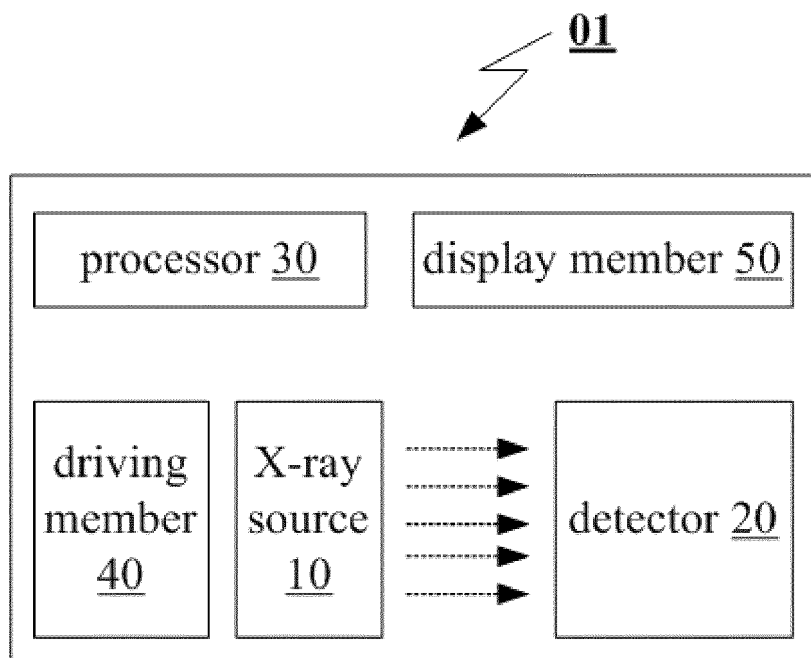 01
processor 30
display member 50
driving
member
40
X-ray
source
10
detector 20